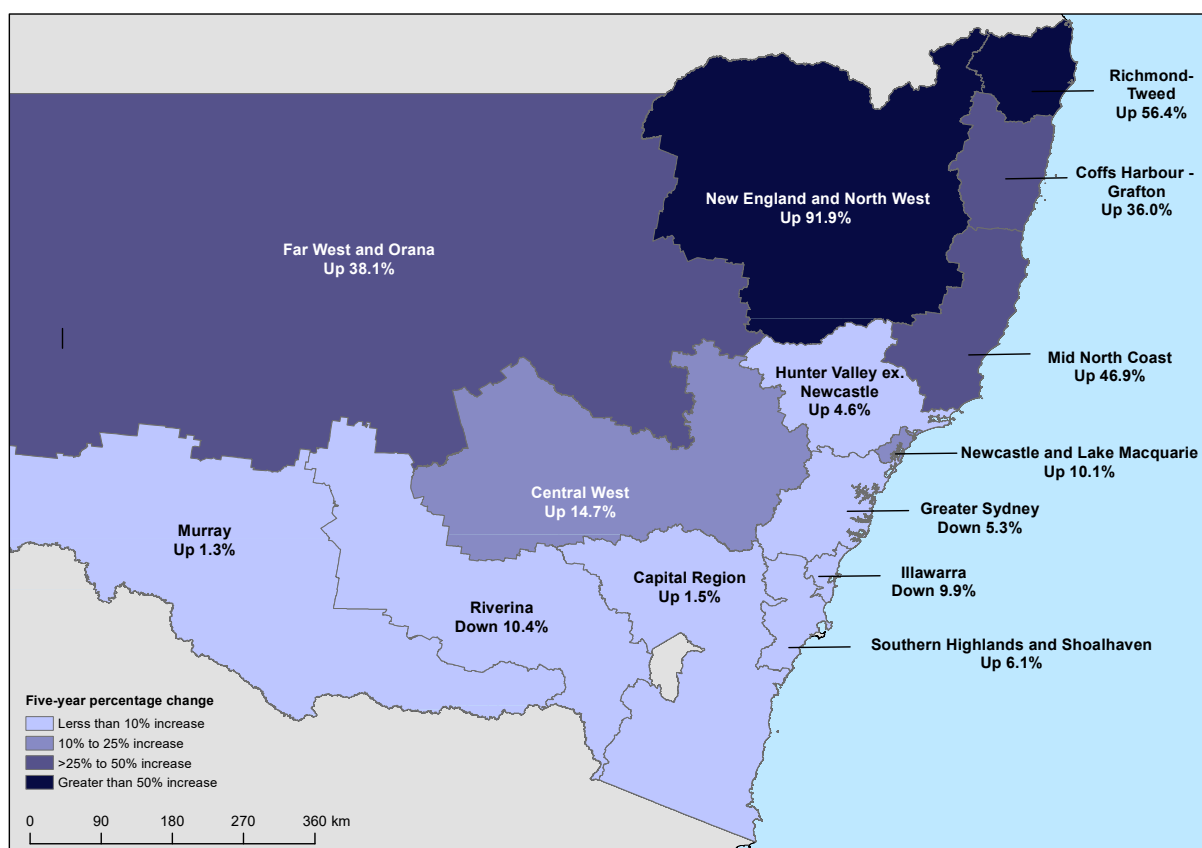 Richmond-
Tweed
Up 56.4%
Coffs Harbour -
Grafton
Up 36.0%
New England and North West
Up 91.9%
Far West and Orana
Up 38.1%
Mid North Coast
Up 46.9%
Hunter Valley ex.
Newcastle
Up 4.6%
Newcastle and Lake Macquarie
Up 10.1%
Central West
Up 14.7%
Greater Sydney
Down 5.3%
Murray
Up 1.3%
Capital Region
Up 1.5%
Illawarra
Down 9.9%
Riverina
Down 10.4%
Southern Highlands and Shoalhaven
Up 6.1%
Five-year percentage change
Less than 10% increase
10% to 25% increase
>25% to 50% increase
Greater than 50% increase
0 90 180 270 360 km